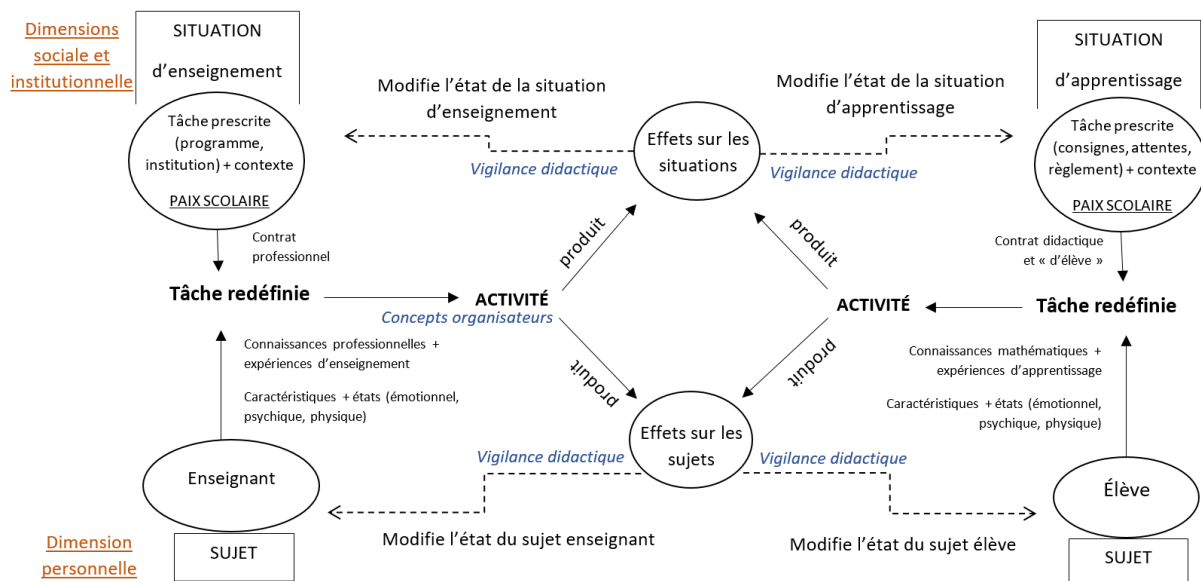 Dimensions
sociale et
institutionnelle
SITUATION
d’enseignement
Tâche prescrite
(programme,
institution) + contexte
PAIX SCOLAIRE
Modifie l’état de la situation
d’enseignement
Vigilance didactique
Effets sur les
situations
Modifie l’état de la situation
d’apprentissage
Vigilance didactique
SITUATION
d’apprentissage
Tâche prescrite
(consignes, attentes,
règlement) + contexte
PAIX SCOLAIRE
Contrat
professionnel
produit
produit
Contrat didactique
et « d’élève »
Tâche redéfinie
ACTIVITÉ
Concepts organisateurs
ACTIVITÉ
Tâche redéfinie
Connaissances professionnelles +
expériences d’enseignement
Caractéristiques + états (émotionnel,
psychique, physique)
produit
produit
Connaissances mathématiques +
expériences d’apprentissage
Caractéristiques + états (émotionnel,
psychique, physique)
Enseignant
Vigilance didactique
Effets sur les
sujets
Vigilance didactique
Élève
Modifie l’état du sujet enseignant
Modifie l’état du sujet élève
Dimension
personnelle
SUJET
SUJET